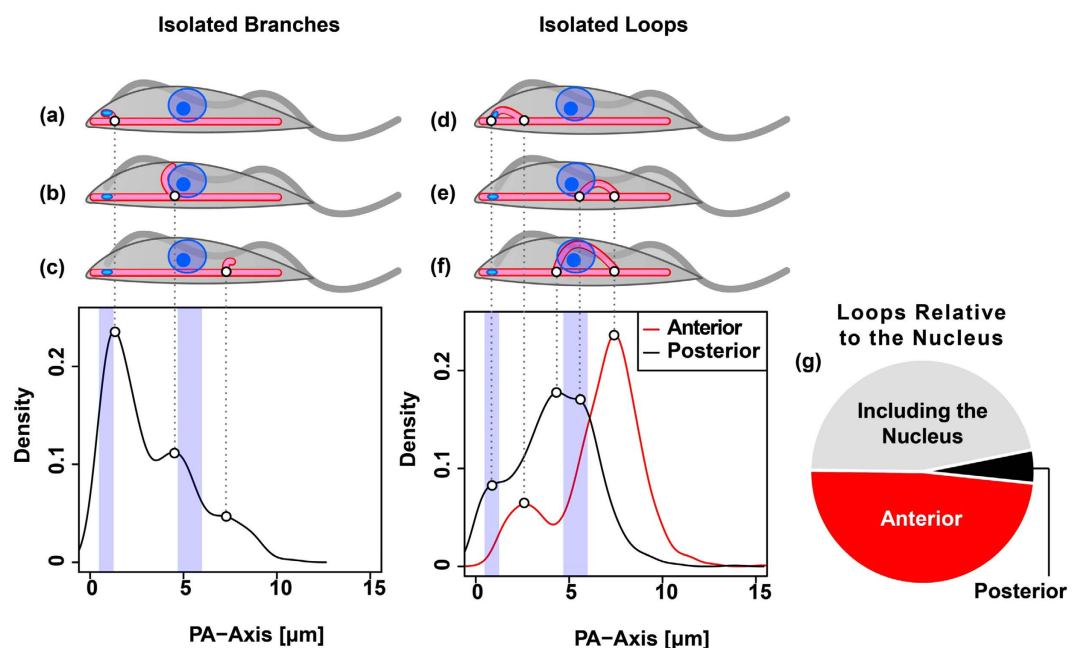 Isolated Branches
Isolated Loops
(a)
(b)
(c)
(d)
(e)
(f)
Density
0.2
0.1
0
0
5
10
15
PA−Axis [µm]
Density
0.2
0.1
0
0
5
10
15
PA−Axis [µm]
Anterior
Posterior
Loops Relative
to the Nucleus
(g)
Including the
Nucleus
Anterior
Posterior